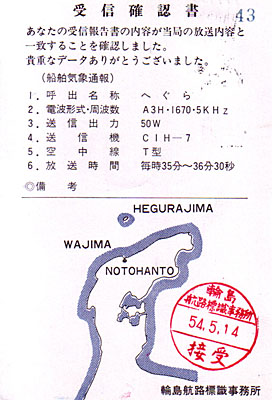 受信確認書
43
あなたの受信報告書の内容が当局の放送内容と
一致することを確認しました。
貴重なデータありがとうございました。
(船舶気象通報)
1.呼出名称 へぐら
2.電波形式・周波数 A3H・1670.5KHz
3.送信出力 50W
4.送信機 CIH−7
5.空中線 T型
6.放送時間 毎時35分〜36分30秒
◎備考
HEGURAJIMA
WAJIMA
NOTOHANTO
輪島
航路標識事務所
54.5.14
接受
輪島航路標識事務所